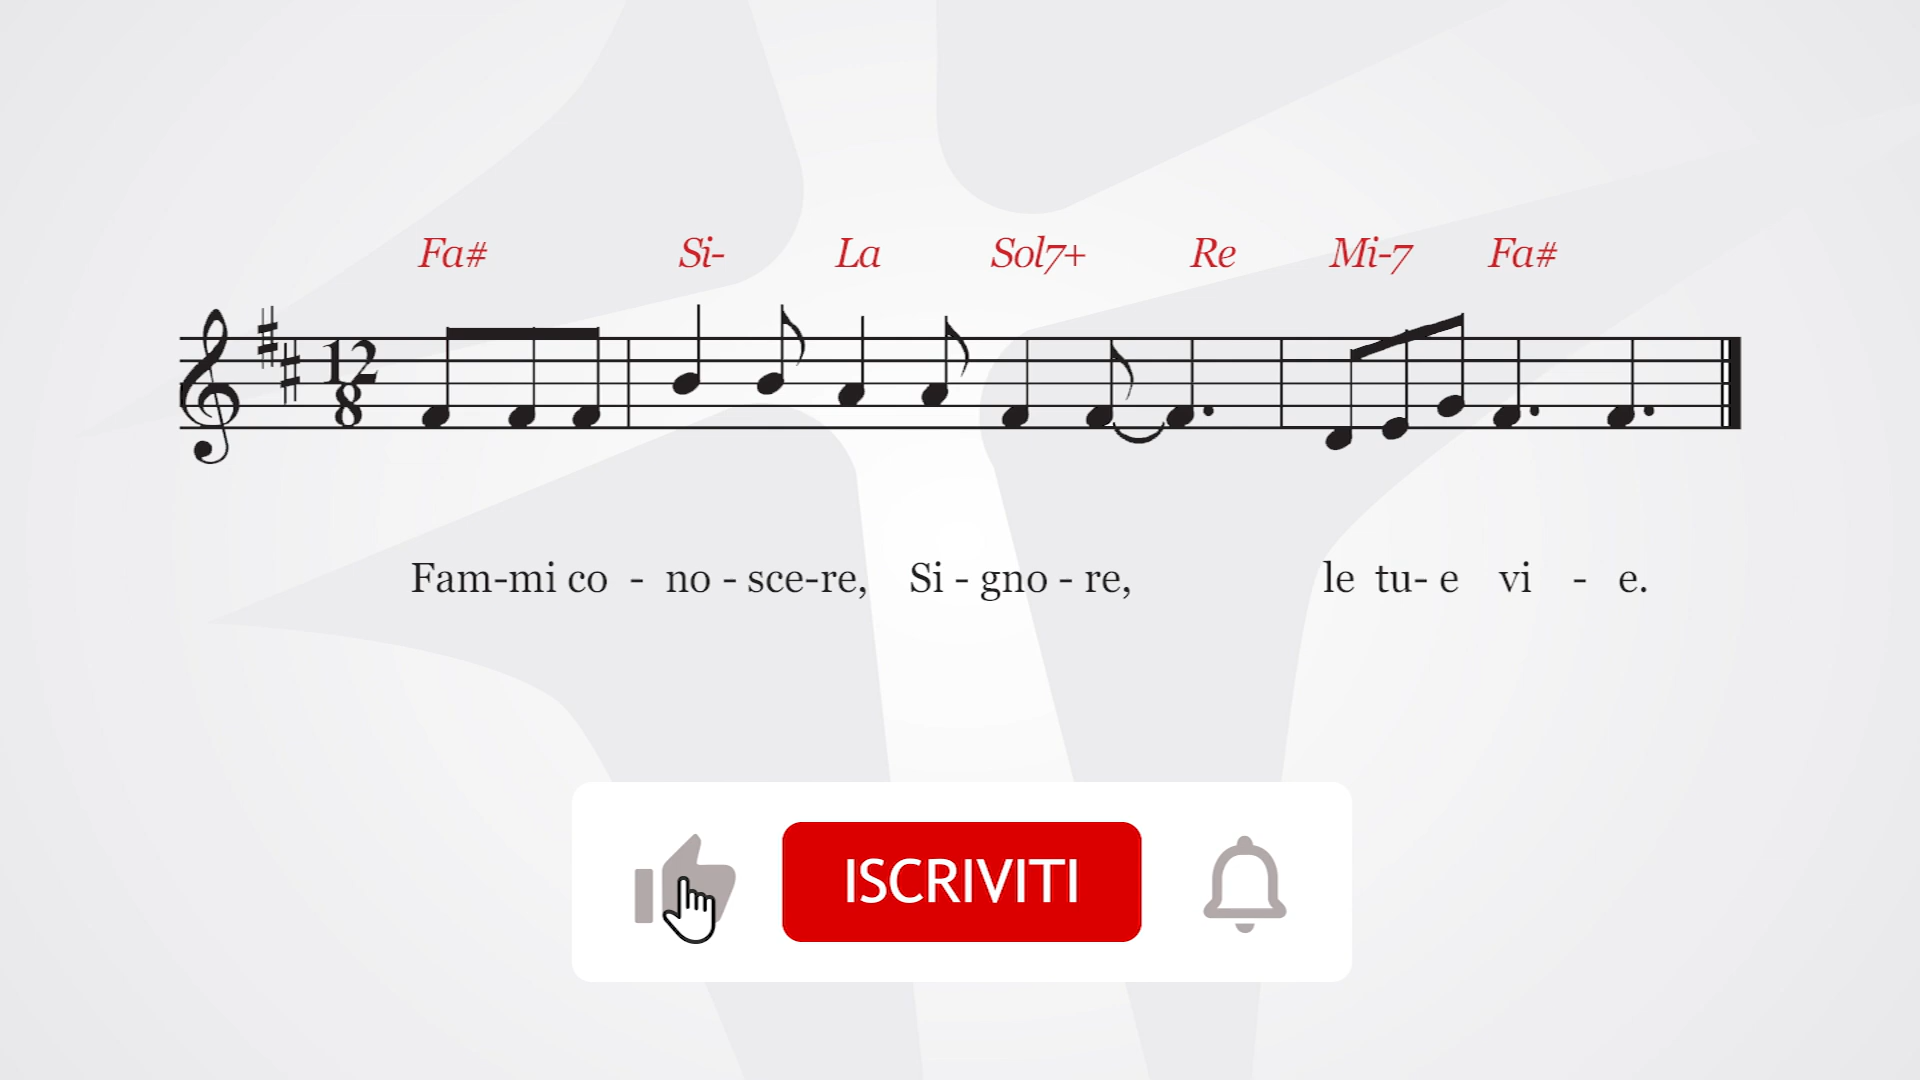 Fa# Si- La Sol7+ Re Mi-7 Fa#
12
8
Fam-mi co - no - sce-re, Si - gno - re, le tu- e vi - e.
ISCRIVITI